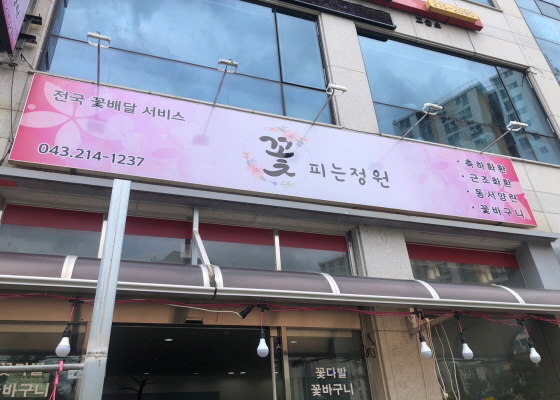 전국 꽃배달 서비스
043.214-1237
꽃 피는정원
· 축하화환
· 근조화환
· 동서양란
· 꽃바구니
꽃다발
꽃바구니
꽃바구니